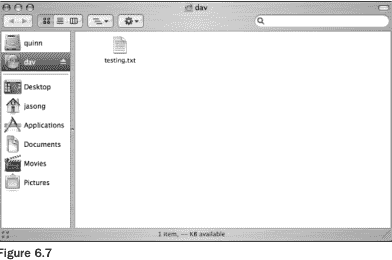 dav
quinn
dav
testing.txt
Desktop
jasong
Applications
Documents
Movies
Pictures
1 item, --- KB available
Figure 6.7